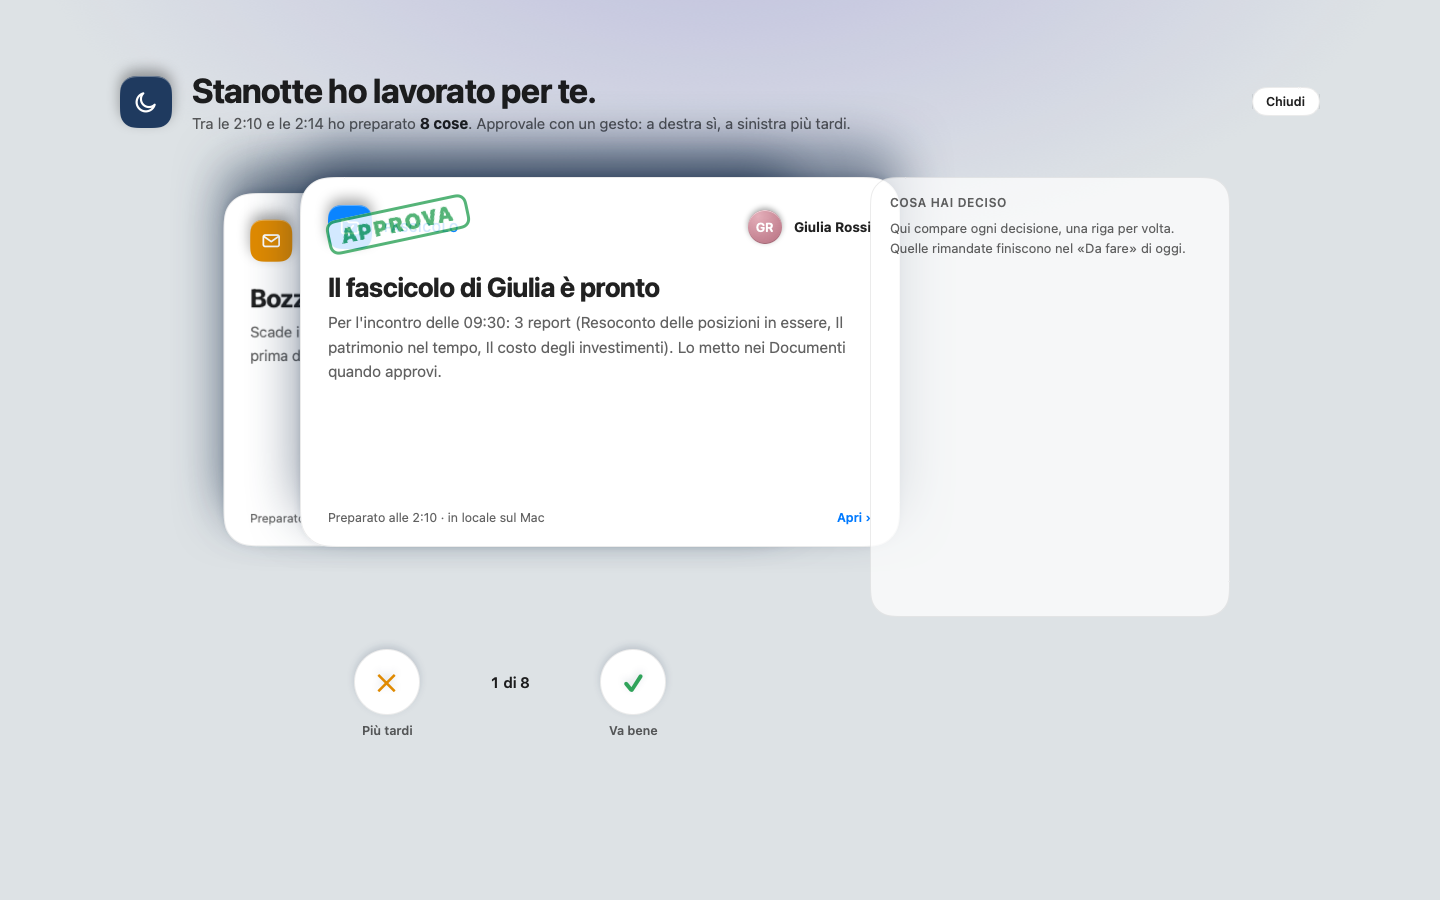 Stanotte ho lavorato per te.
Tra le 2:10 e le 2:14 ho preparato 8 cose. Approvale con un gesto: a destra sì, a sinistra più tardi.
Chiudi
Bozz
Scade i
prima d
Preparato
APPROVA
GR
Giulia Rossi
Il fascicolo di Giulia è pronto
Per l'incontro delle 09:30: 3 report (Resoconto delle posizioni in essere, Il
patrimonio nel tempo, Il costo degli investimenti). Lo metto nei Documenti
quando approvi.
Preparato alle 2:10 · in locale sul Mac
Apri ›
COSA HAI DECISO
Qui compare ogni decisione, una riga per volta.
Quelle rimandate finiscono nel «Da fare» di oggi.
1 di 8
Più tardi
Va bene